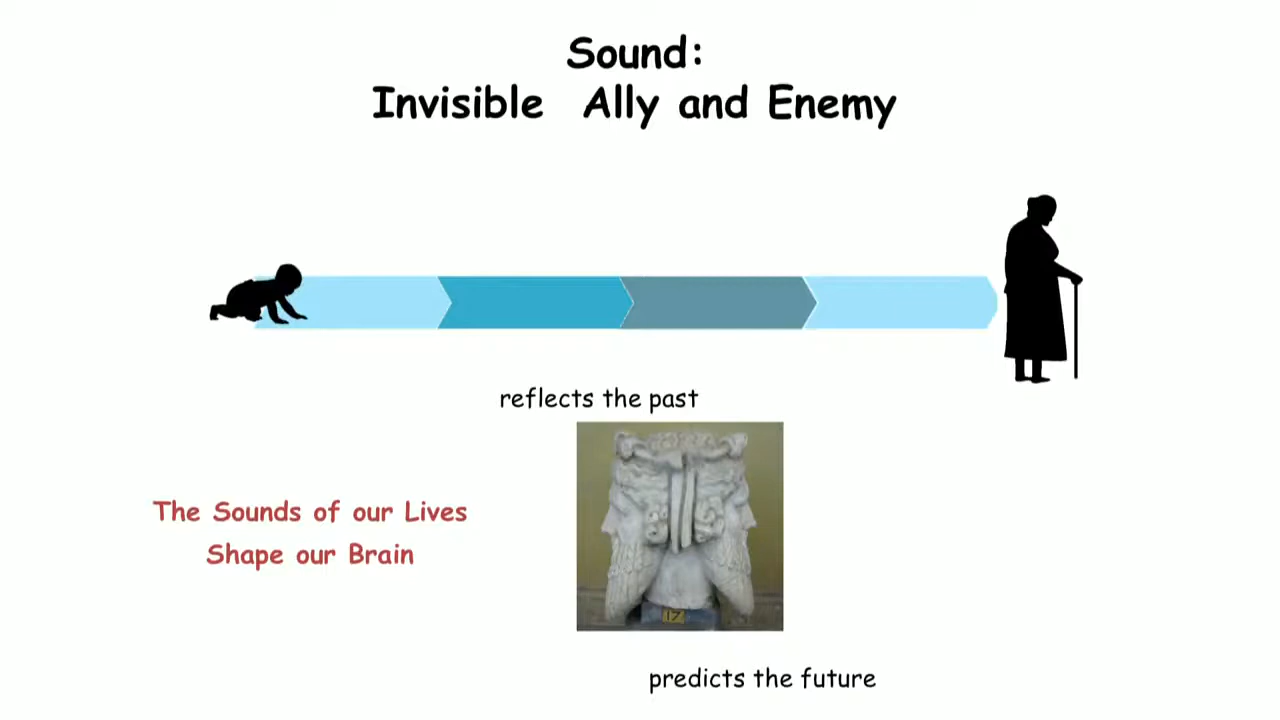 Sound:
Invisible Ally and Enemy
reflects the past
The Sounds of our Lives
Shape our Brain
17
predicts the future